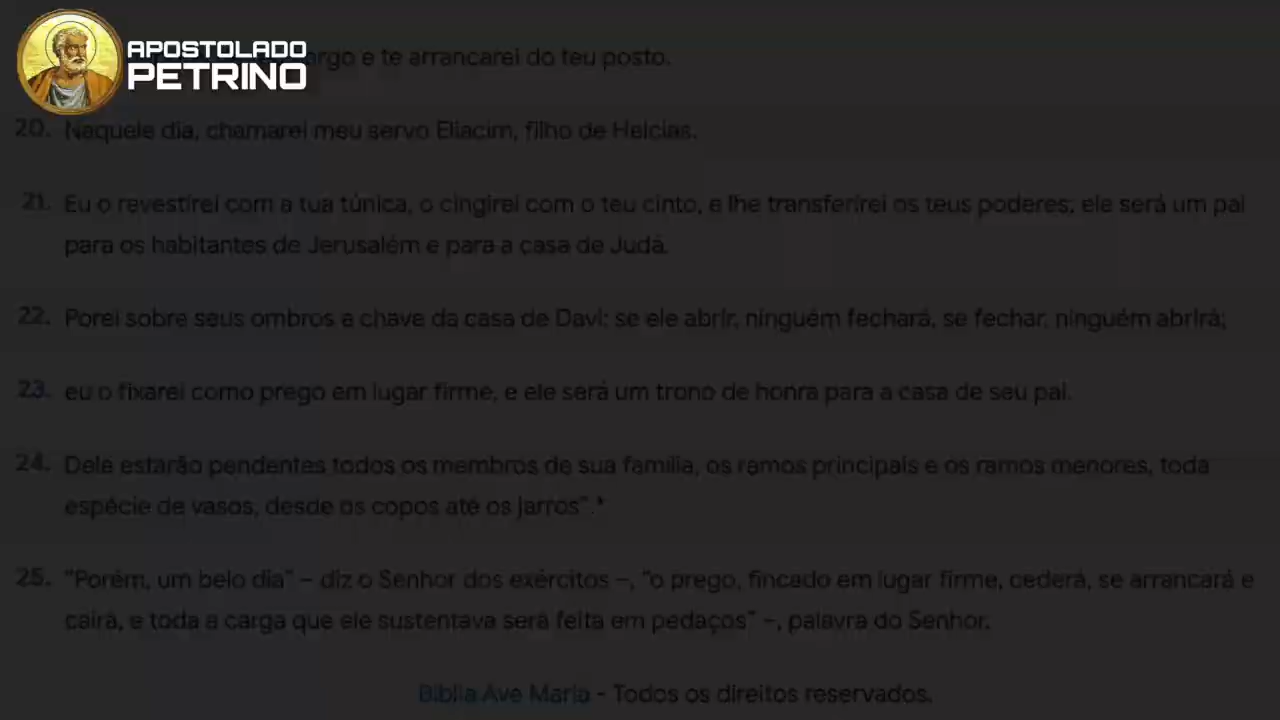 APOSTOLADO
PETRINO
argo e te arrancarei do teu posto.
20. Naquele dia, chamarei meu servo Eliacim, filho de Helcias.
21. Eu o revestirei com a tua túnica, o cingirei com o teu cinto, e lhe transferirei os teus poderes; ele será um pai
para os habitantes de Jerusalém e para a casa de Judá.
22. Porei sobre seus ombros a chave da casa de Davi; se ele abrir, ninguém fechará, se fechar, ninguém abrirá;
23. eu o fixarei como prego em lugar firme, e ele será um trono de honra para a casa de seu pai.
24. Dele estarão pendentes todos os membros de sua família, os ramos principais e os ramos menores, toda
espécie de vasos, desde os copos até os jarros”.*
25. “Porém, um belo dia” – diz o Senhor dos exércitos –, “o prego, fincado em lugar firme, cederá, se arrancará e
cairá, e toda a carga que ele sustentava será feita em pedaços” –, palavra do Senhor.
Bíblia Ave Maria - Todos os direitos reservados.